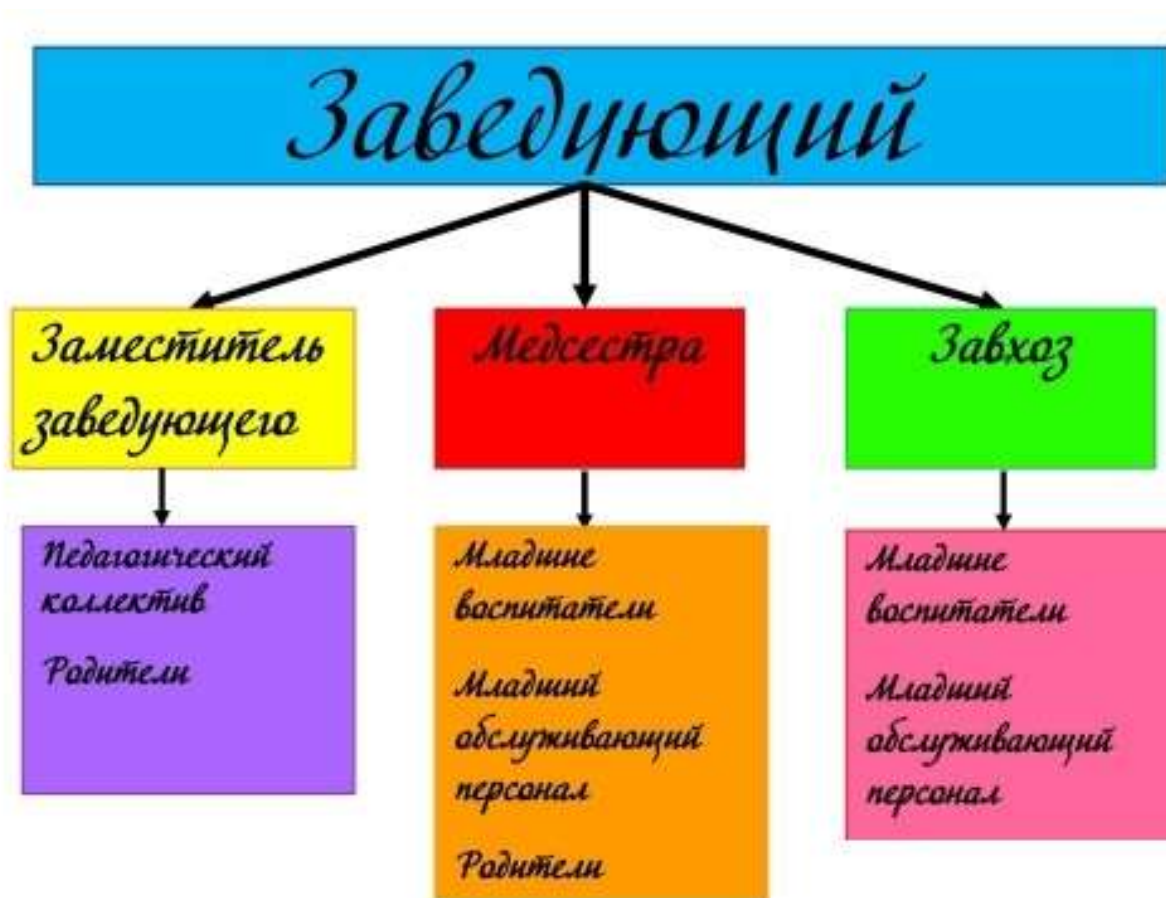 Заведующий
Заместитель
заведующего
Медсестра
Завхоз
Педагогический
коллектив
Родители
Младшие
воспитатели
Младший
обслуживающий
персонал
Родители
Младшие
воспитатели
Младший
обслуживающий
персонал